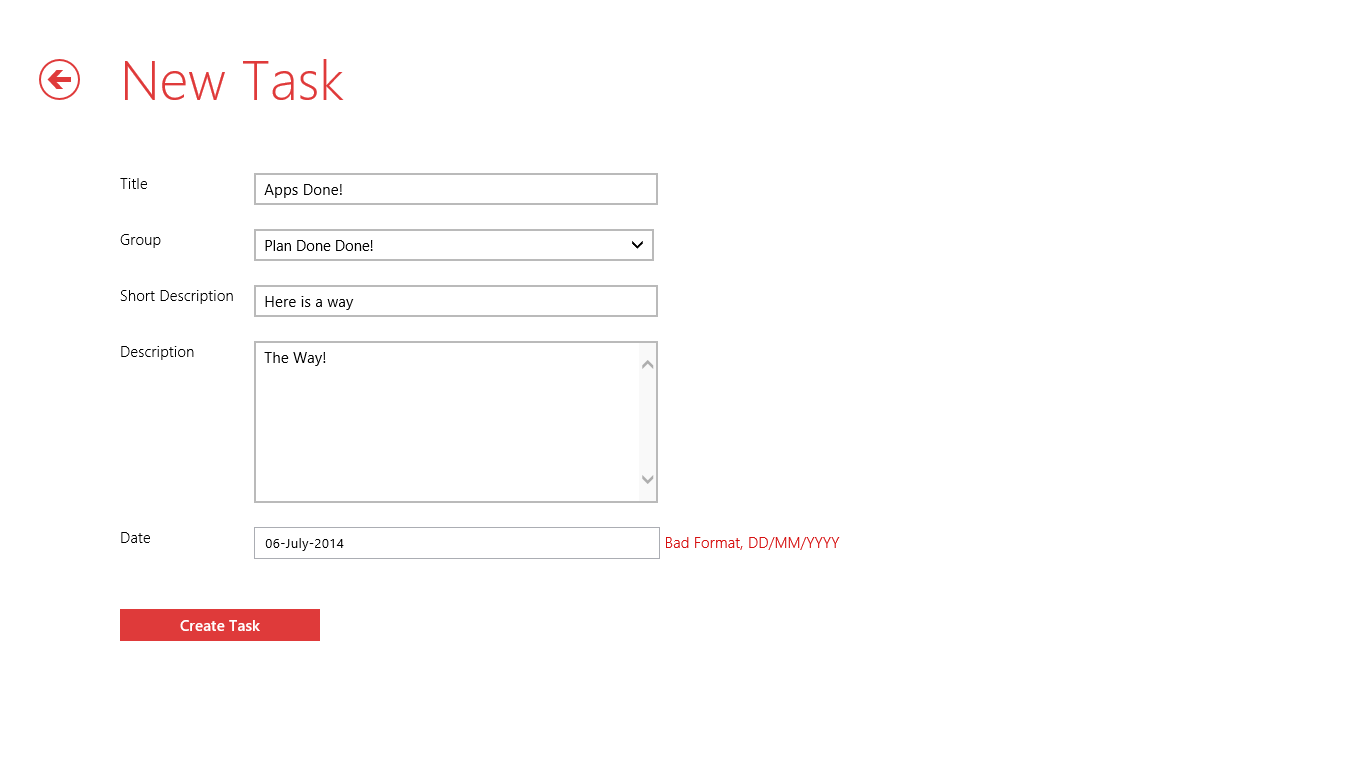 New Task
Title
Apps Done!
Group
Plan Done Done!
Short Description
Here is a way
Description
The Way!
Date
06-July-2014
Bad Format, DD/MM/YYYY
Create Task